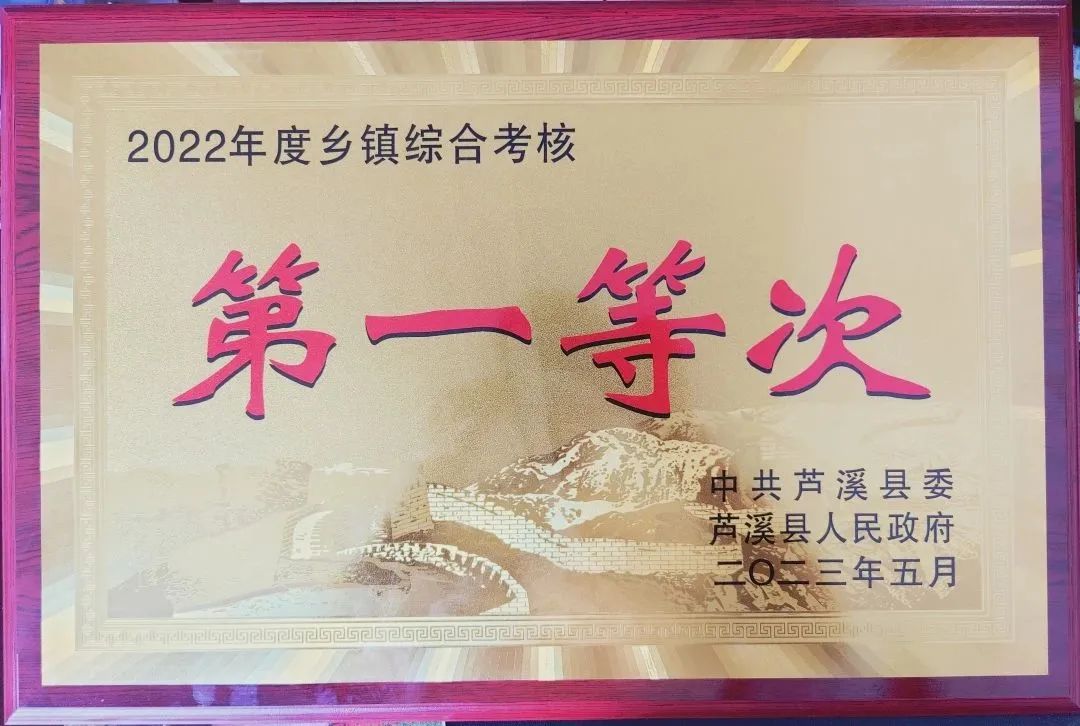 2022年度乡镇综合考核
第一等次
中共芦溪县委
芦溪县人民政府
二〇二三年五月